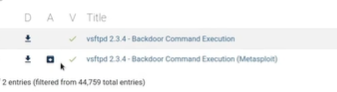 D A V Title
vsftpd 2.3.4 - Backdoor Command Execution
vsftpd 2.3.4 - Backdoor Command Execution (Metasploit)
2 entries (filtered from 44,759 total entries)